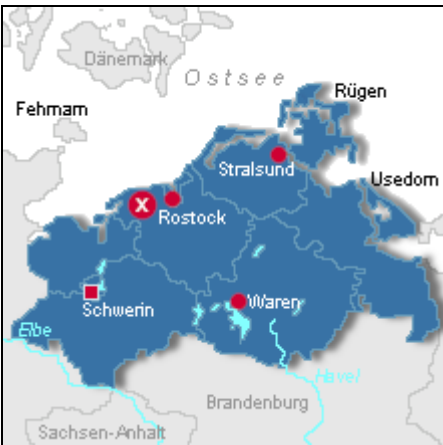 Dänemark
Ostsee
Rügen
Fehmarn
Stralsund
Usedom
X
Rostock
Schwerin
Waren
Elbe
Havel
Brandenburg
Sachsen-Anhalt